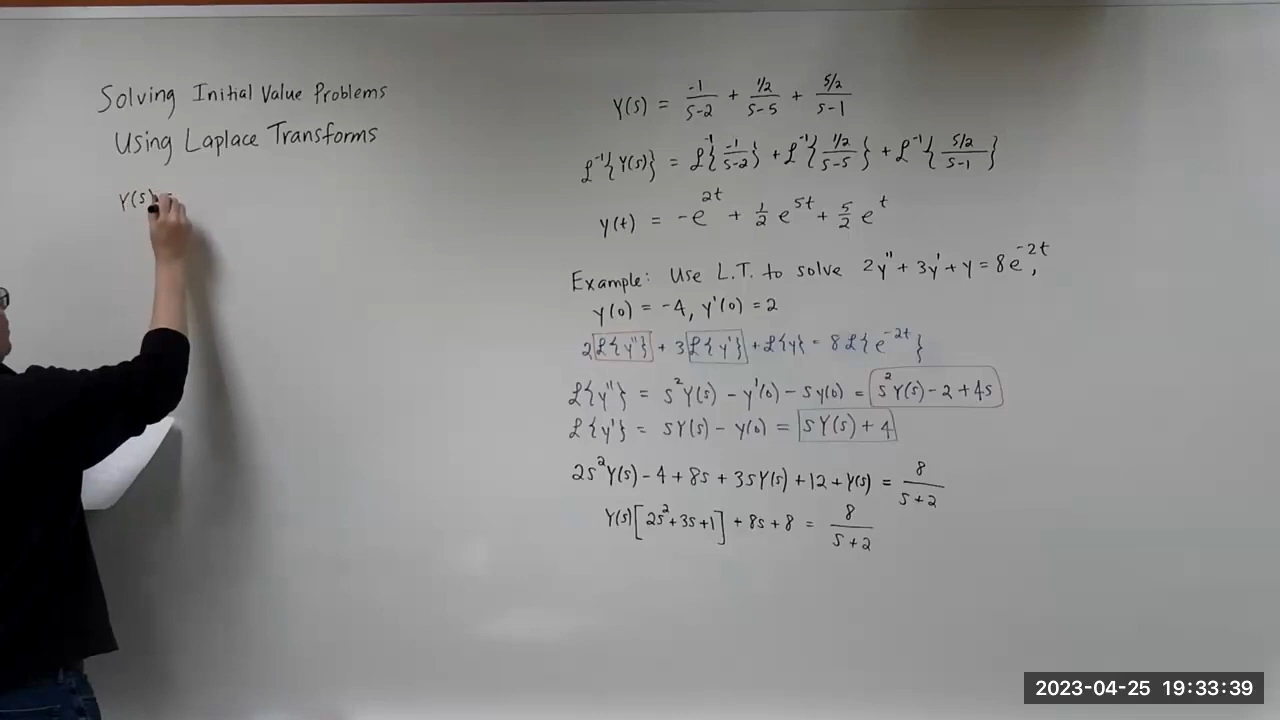 Solving Initial Value Problems
Using Laplace Transforms
Y(s) =
Y(s) = -1/(s-2) + (1/2)/(s-5) + (5/2)/(s-1)
ℒ⁻¹{Y(s)} = ℒ⁻¹{-1/(s-2)} + ℒ⁻¹{(1/2)/(s-5)} + ℒ⁻¹{(5/2)/(s-1)}
y(t) = -e^{2t} + 1/2 e^{5t} + 5/2 e^{t}
Example: Use L.T. to solve 2y'' + 3y' + y = 8e^{-2t},
y(0) = -4, y'(0) = 2
2ℒ{y''} + 3ℒ{y'} + ℒ{y} = 8ℒ{e^{-2t}}
ℒ{y''} = s²Y(s) - y'(0) - sy(0) = s²Y(s) - 2 + 4s
ℒ{y'} = sY(s) - y(0) = sY(s) + 4
2s²Y(s) - 4 + 8s + 3sY(s) + 12 + Y(s) = 8/(s+2)
Y(s)[2s² + 3s + 1] + 8s + 8 = 8/(s+2)
2023-04-25 19:33:39